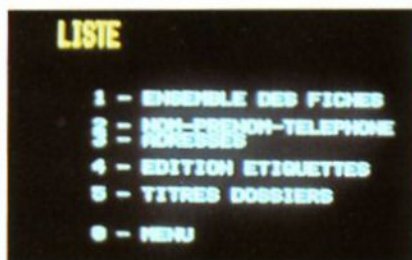 LISTE
1 - ENSEMBLE DES FICHES
2 - NOM-PRENOM-TELEPHONE
3 - ADRESSES
4 - EDITION ETIQUETTES
5 - TITRES DOSSIERS
0 - MENU